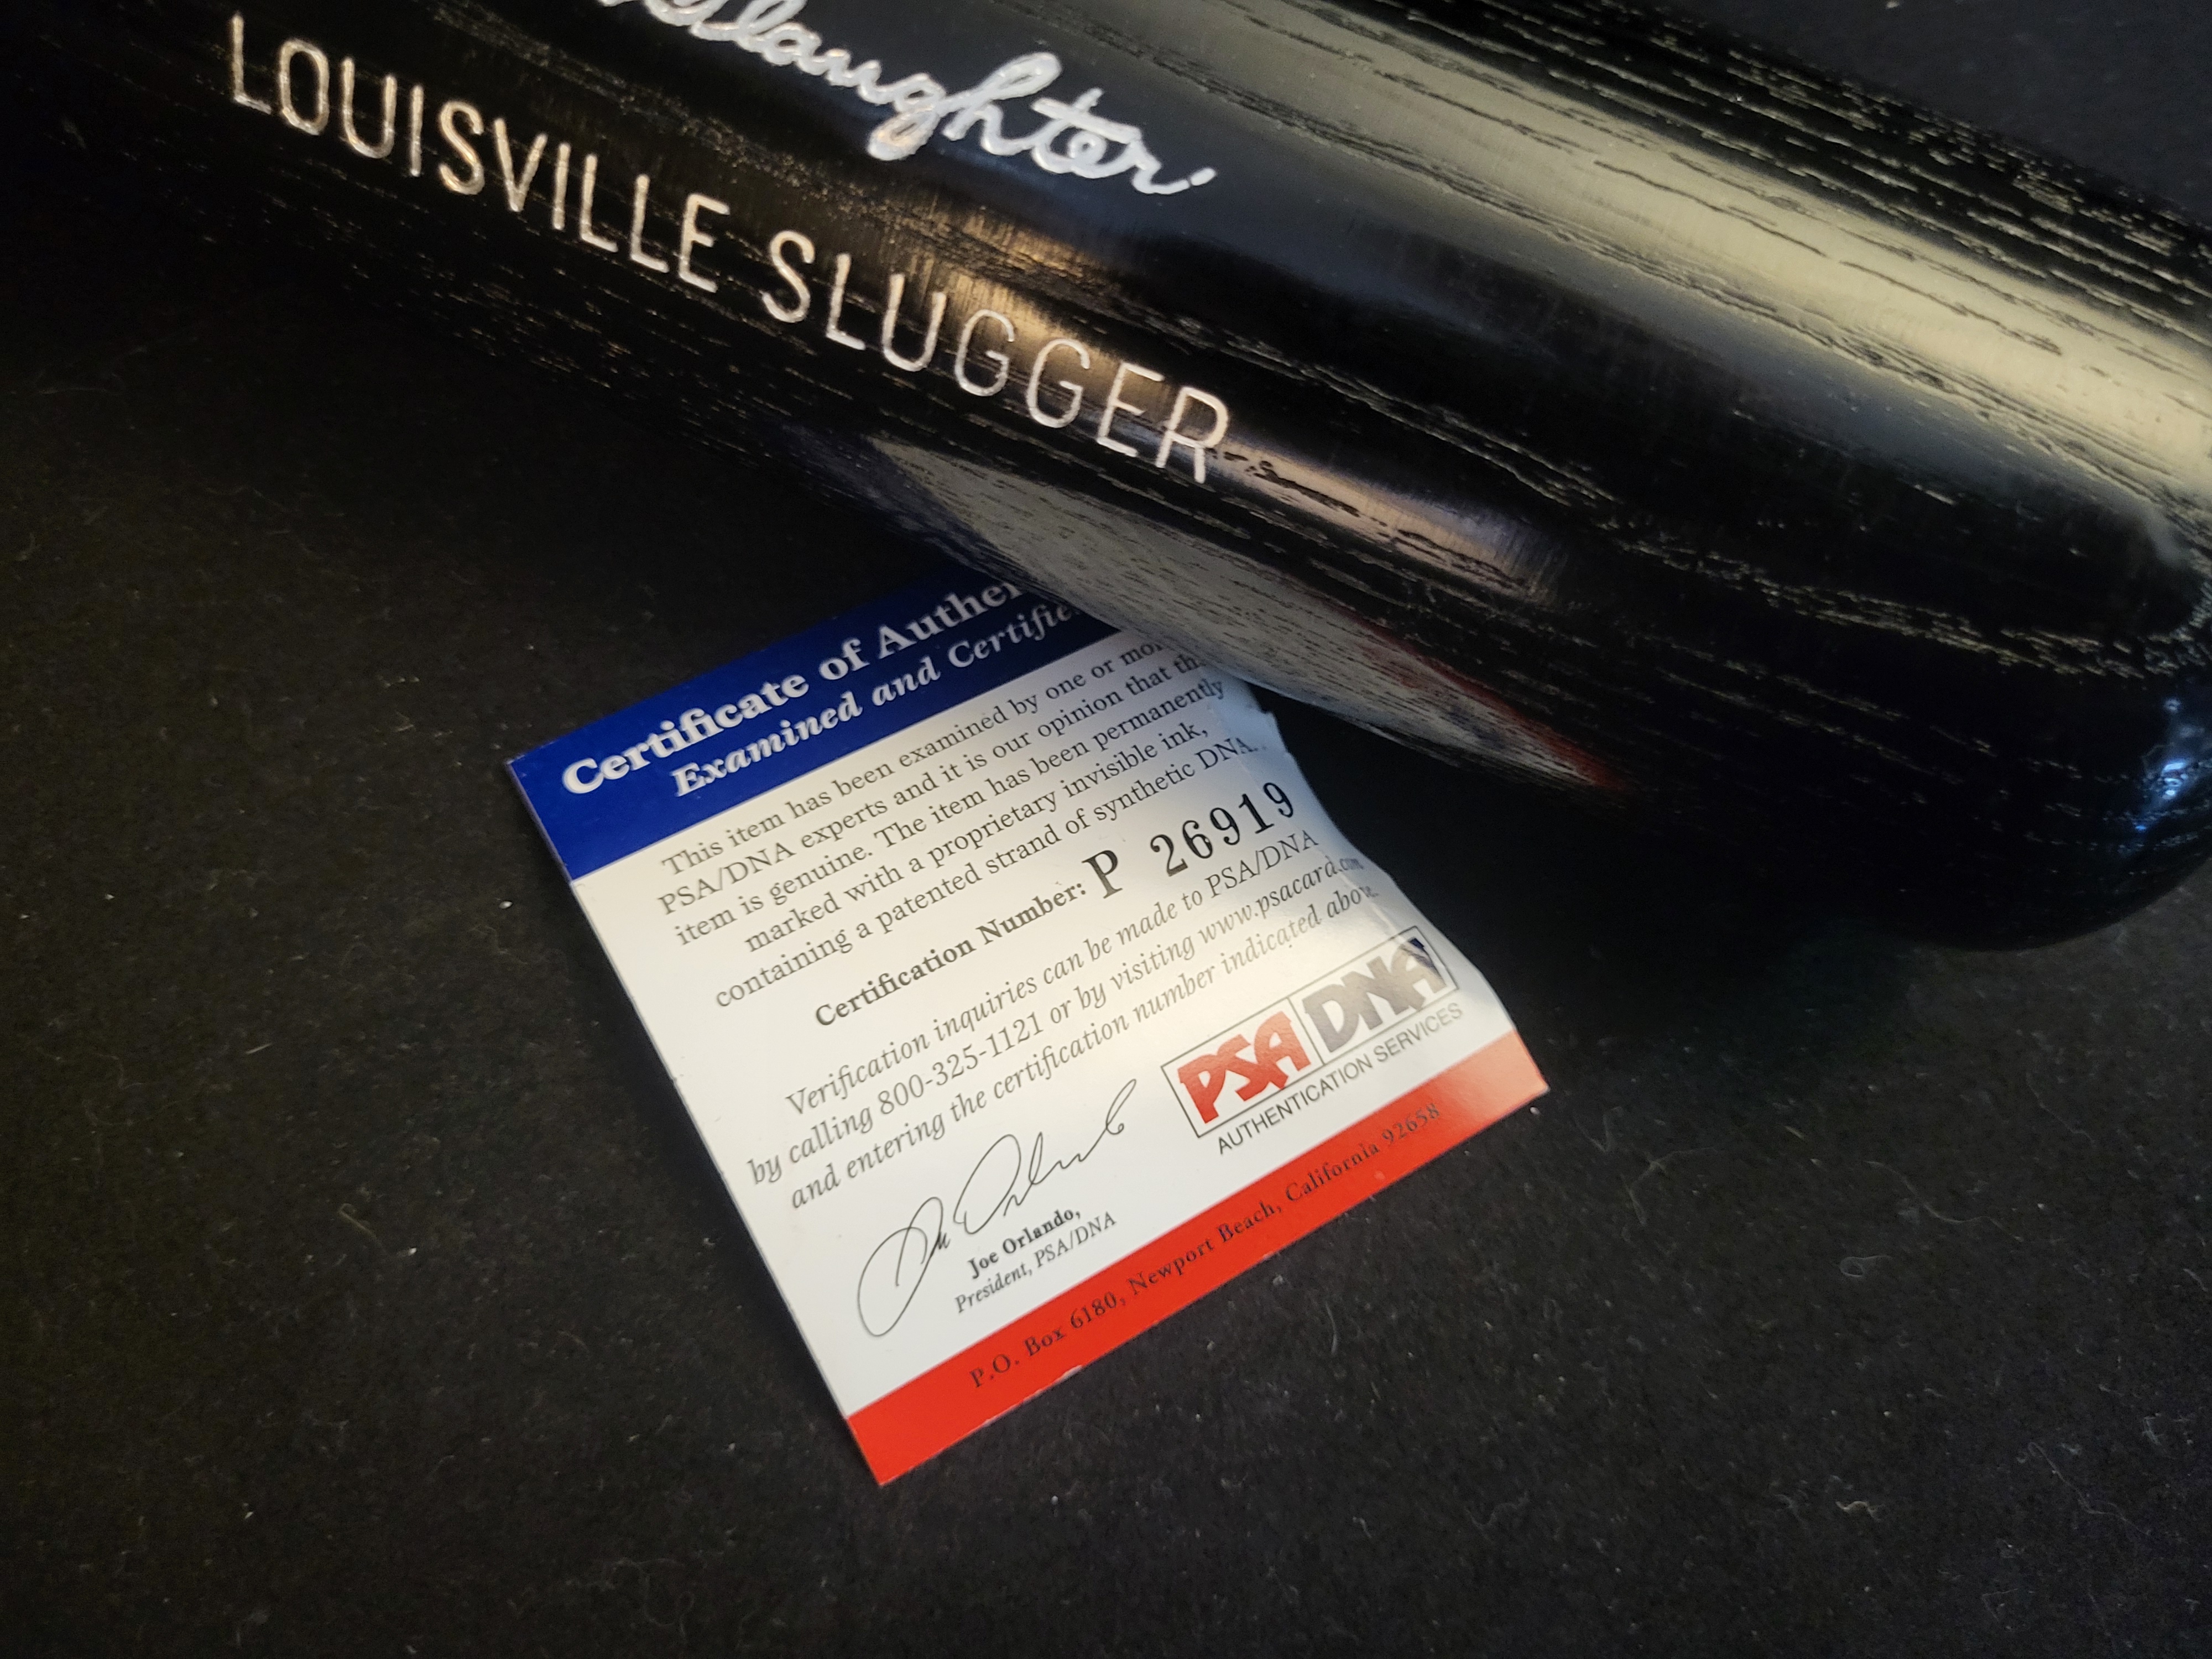 Slaughter
LOUISVILLE SLUGGER
Certificate of Authen
Examined and Certifie
This item has been examined by one or mor
PSA/DNA experts and it is our opinion that th
item is genuine. The item has been permanently
marked with a proprietary invisible ink,
containing a patented strand of synthetic DNA.
Certification Number: P 26919
Verification inquiries can be made to PSA/DNA
by calling 800-325-1121 or by visiting www.psacard.com
and entering the certification number indicated above.
PSA DNA
AUTHENTICATION SERVICES
Joe Orlando
Joe Orlando,
President, PSA/DNA
P.O. Box 6180, Newport Beach, California 92658